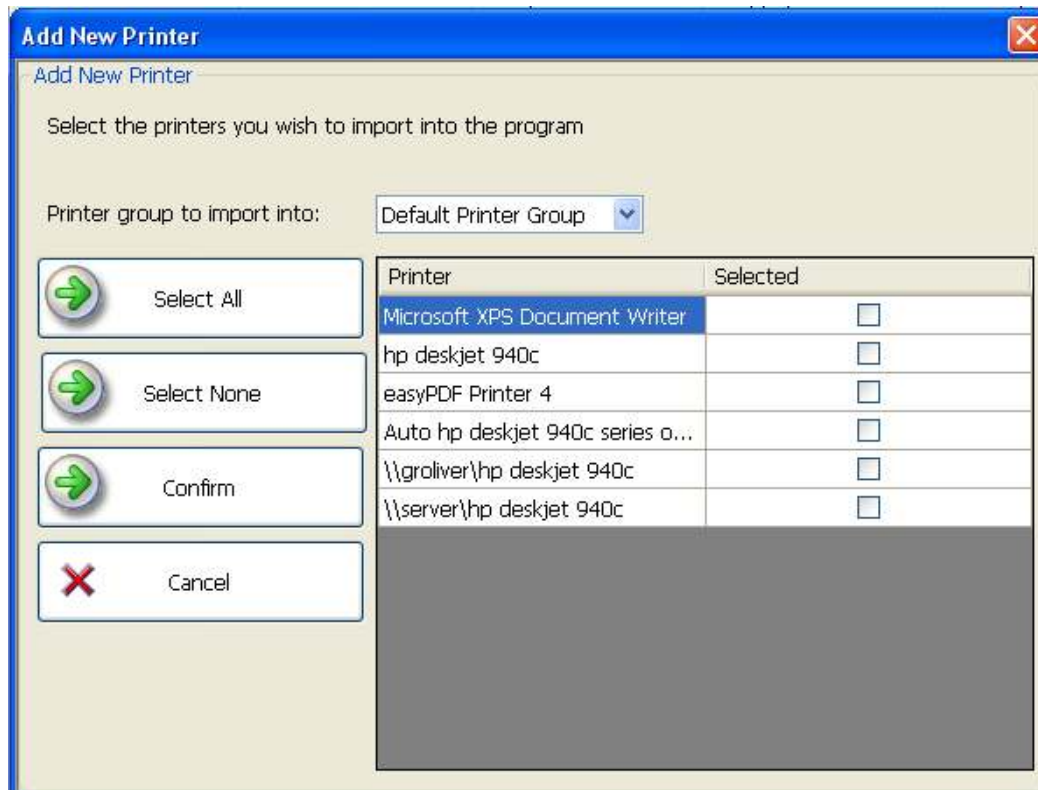 Add New Printer
Add New Printer
Select the printers you wish to import into the program
Printer group to import into: Default Printer Group
Select All
Select None
Confirm
Cancel
Printer Selected
Microsoft XPS Document Writer
hp deskjet 940c
easyPDF Printer 4
Auto hp deskjet 940c series o...
\\groliver\hp deskjet 940c
\\server\hp deskjet 940c